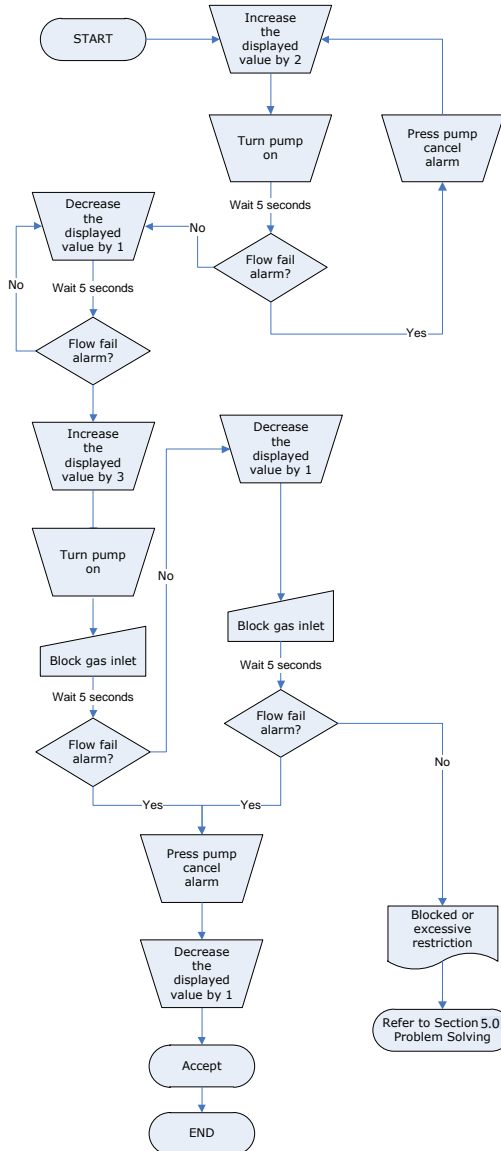 START
Increase
the
displayed
value by 2
Turn pump
on
Press pump
cancel
alarm
Wait 5 seconds
Flow fail
alarm?
Yes
No
Decrease
the
displayed
value by 1
Wait 5 seconds
No
Flow fail
alarm?
Increase
the
displayed
value by 3
Turn pump
on
Block gas inlet
Wait 5 seconds
Flow fail
alarm?
No
Decrease
the
displayed
value by 1
Block gas inlet
Wait 5 seconds
Flow fail
alarm?
No
Yes
Yes
Press pump
cancel
alarm
Blocked or
excessive
restriction
Decrease
the
displayed
value by 1
Refer to Section 5.0
Problem Solving
Accept
END